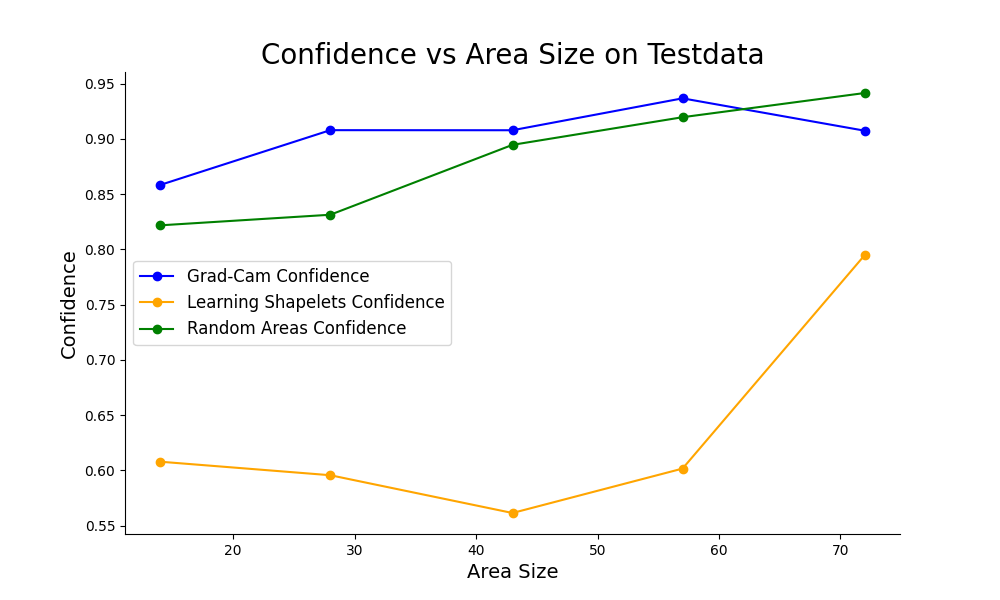 Confidence vs Area Size on Testdata
Confidence
0.95
0.90
0.85
0.80
0.75
0.70
0.65
0.60
0.55
Grad-Cam Confidence
Learning Shapelets Confidence
Random Areas Confidence
20 30 40 50 60 70
Area Size